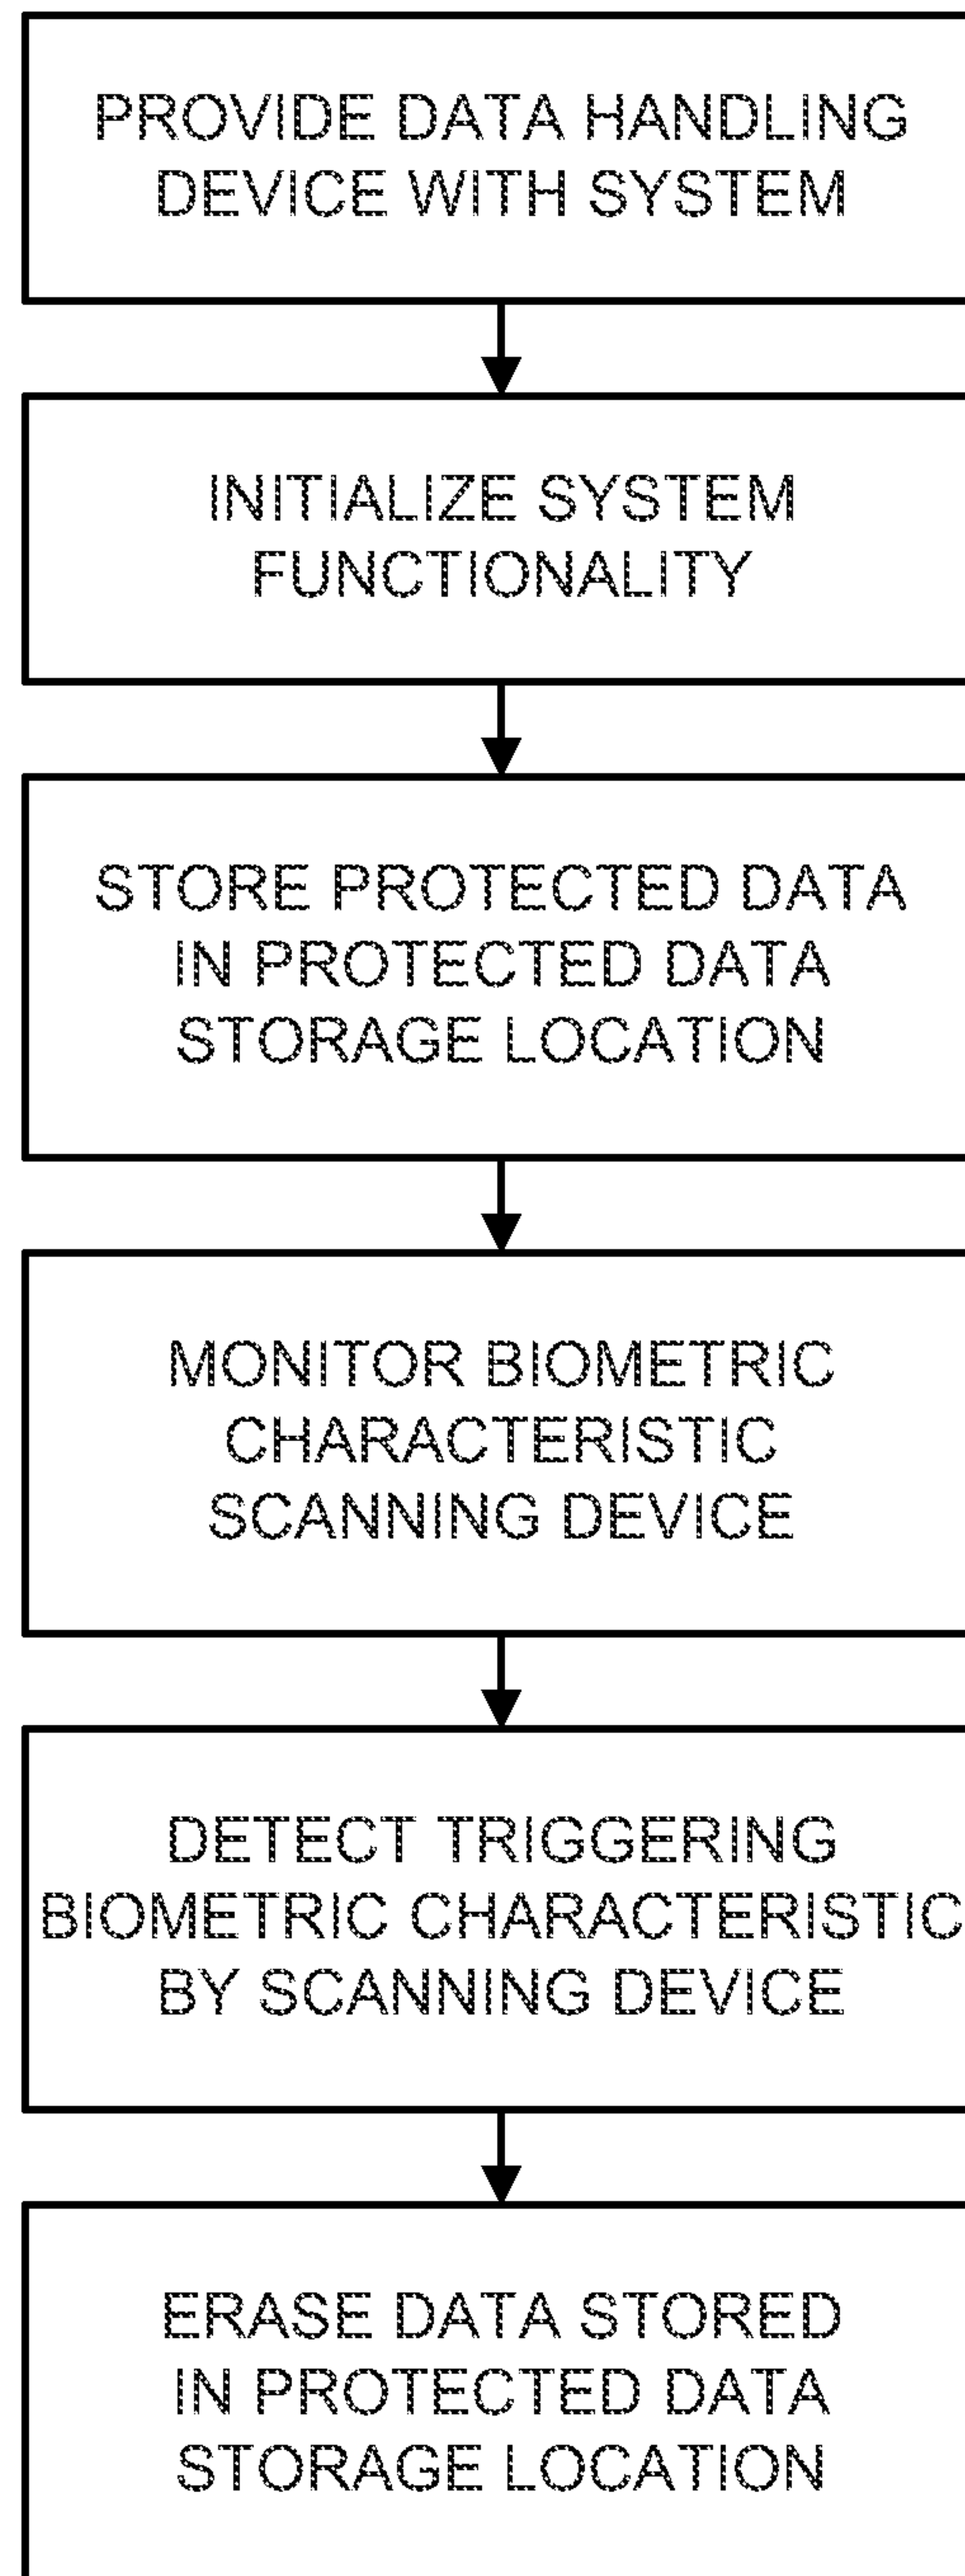 PROVIDE DATA HANDLING
DEVICE WITH SYSTEM
INITIALIZE SYSTEM
FUNCTIONALITY
STORE PROTECTED DATA
IN PROTECTED DATA
STORAGE LOCATION
MONITOR BIOMETRIC
CHARACTERISTIC
SCANNING DEVICE
DETECT TRIGGERING
BIOMETRIC CHARACTERISTIC
BY SCANNING DEVICE
ERASE DATA STORED
IN PROTECTED DATA
STORAGE LOCATION